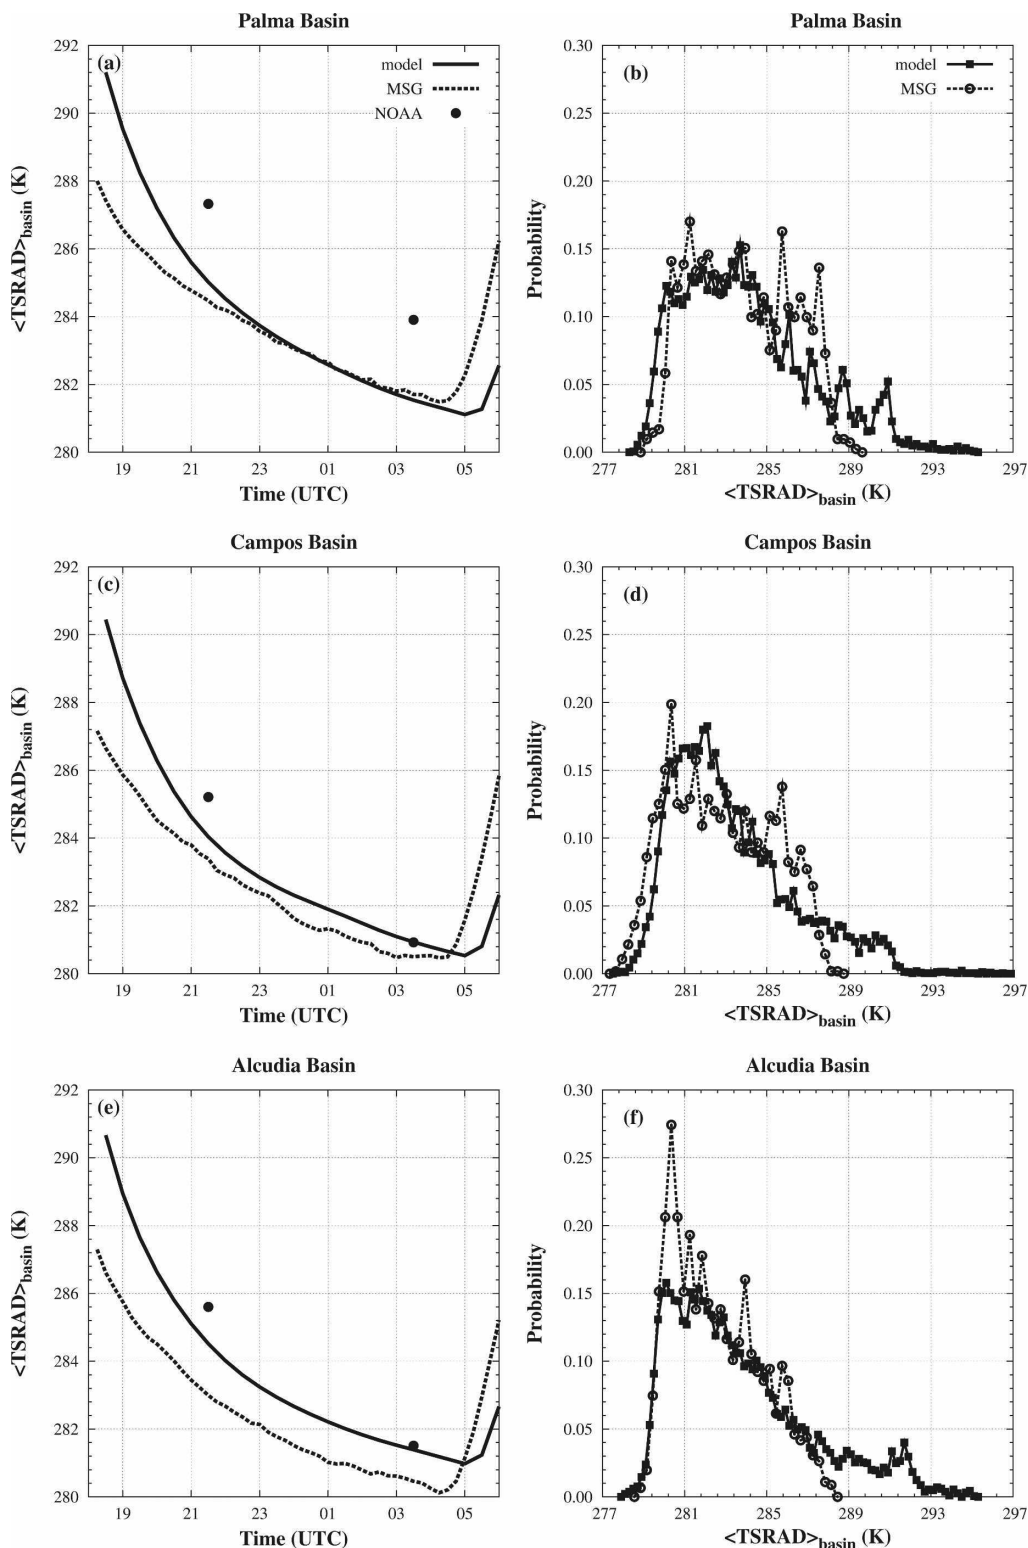 Palma Basin
(a)
model
MSG
NOAA
292
290
288
286
284
282
280
<TSRAD>basin (K)
19 21 23 01 03 05
Time (UTC)
(b)
model
MSG
0.30
0.25
0.20
0.15
0.10
0.05
0.00
Probability
277 281 285 289 293 297
<TSRAD>basin (K)
Campos Basin
(c)
292
290
288
286
284
282
280
<TSRAD>basin (K)
19 21 23 01 03 05
Time (UTC)
Campos Basin
(d)
0.30
0.25
0.20
0.15
0.10
0.05
0.00
Probability
277 281 285 289 293 297
<TSRAD>basin (K)
Alcudia Basin
(e)
292
290
288
286
284
282
280
<TSRAD>basin (K)
19 21 23 01 03 05
Time (UTC)
Alcudia Basin
(f)
0.30
0.25
0.20
0.15
0.10
0.05
0.00
Probability
277 281 285 289 293 297
<TSRAD>basin (K)
Palma Basin